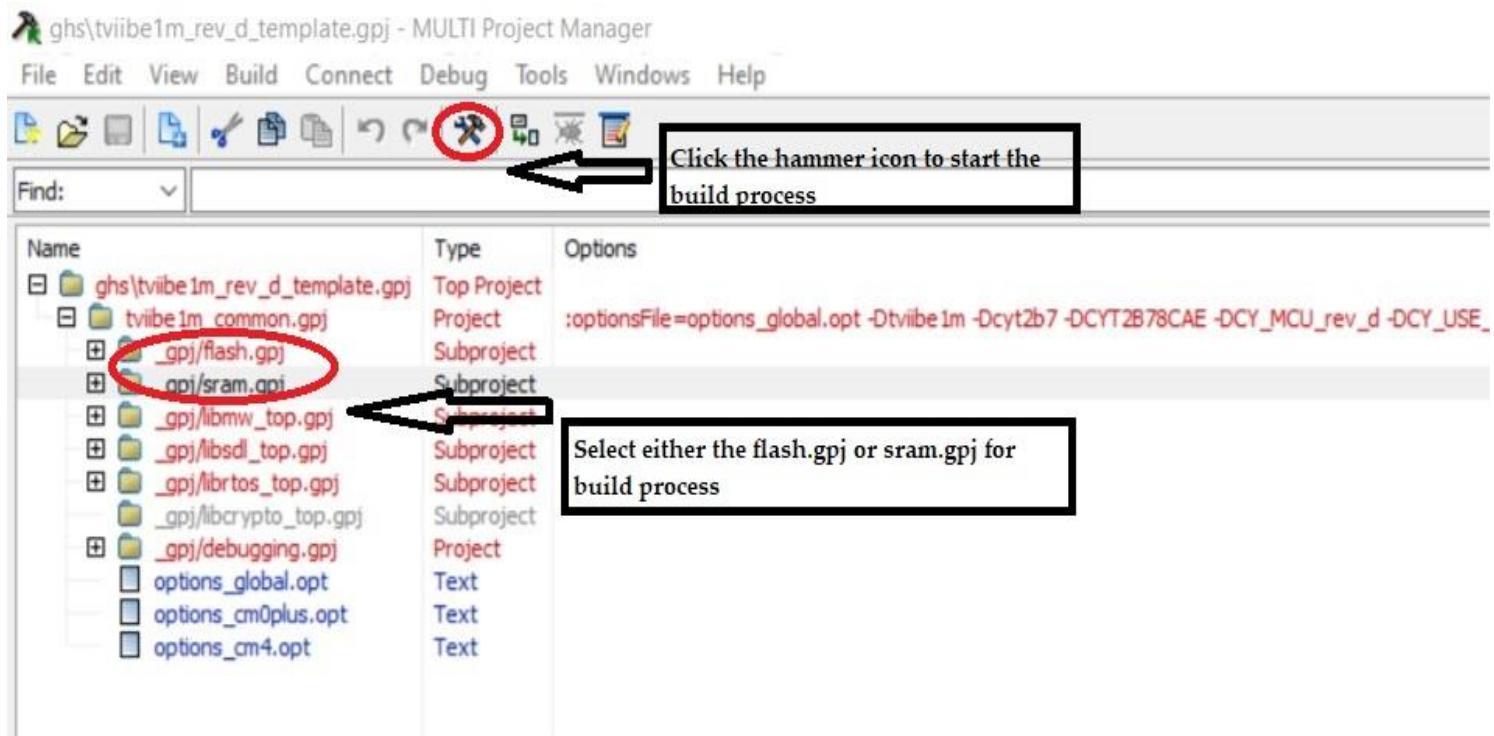 ghs\tviibe1m_rev_d_template.gpj - MULTI Project Manager
File Edit View Build Connect Debug Tools Windows Help
Click the hammer icon to start the
build process
Find:
Name Type Options
ghs\tviibe1m_rev_d_template.gpj Top Project
tviibe1m_common.gpj Project :optionsFile=options_global.opt -Dtviibe1m -Dcyt2b7 -DCYT2B78CAE -DCY_MCU_rev_d -DCY_USE_
_gpj/flash.gpj Subproject
_gpj/sram.gpj Subproject
_gpj/libmw_top.gpj Subproject
_gpj/libsdl_top.gpj Subproject
_gpj/librtos_top.gpj Subproject
_gpj/libcrypto_top.gpj Subproject
_gpj/debugging.gpj Project
options_global.opt Text
options_cm0plus.opt Text
options_cm4.opt Text
Select either the flash.gpj or sram.gpj for
build process